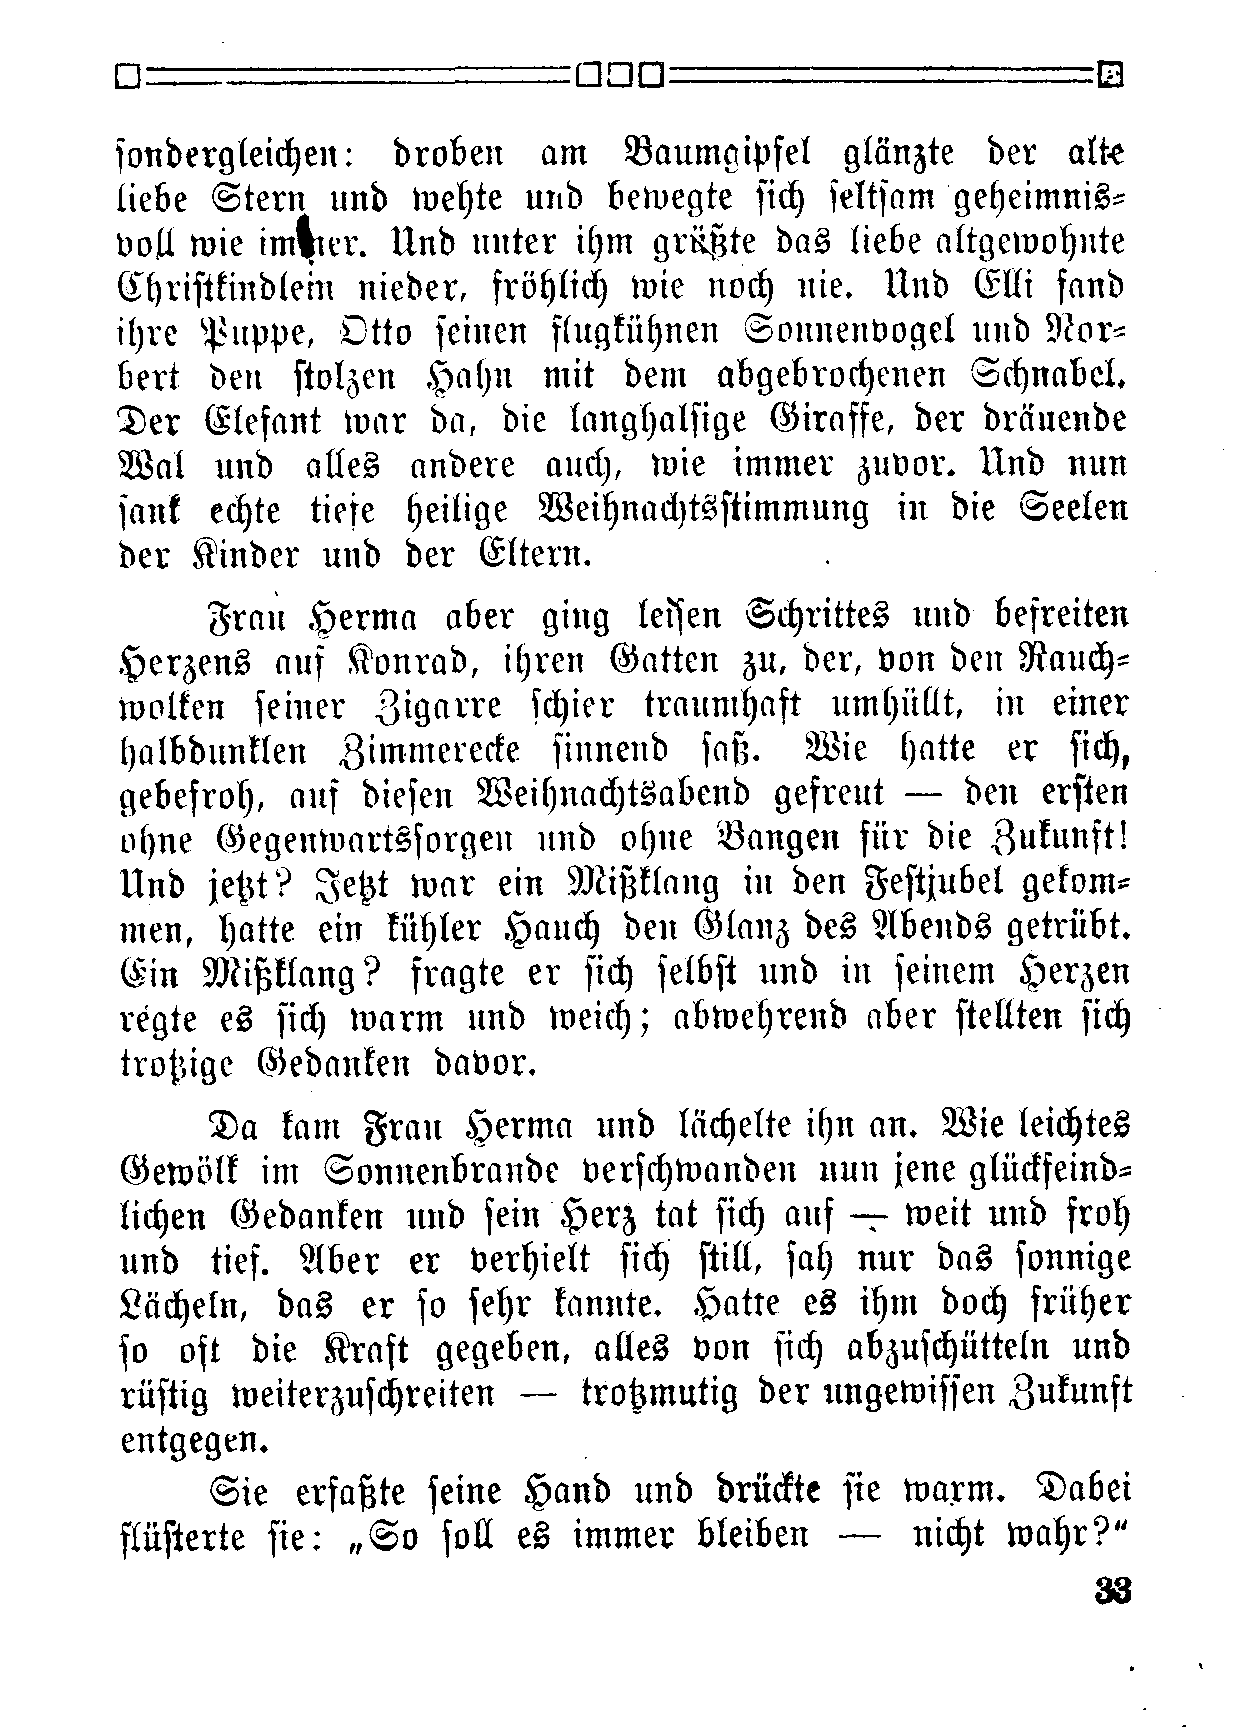 sondergleichen: droben am Baumgipfel glänzte der alte
liebe Stern und wehte und bewegte sich seltsam geheimnis-
voll wie immer. Und unter ihm grüßte das liebe altgewohnte
Christkindlein nieder, fröhlich wie noch nie. Und Elli fand
ihre Puppe, Otto seinen flugkühnen Sonnenvogel und Nor-
bert den stolzen Hahn mit dem abgebrochenen Schnabel.
Der Elefant war da, die langhalsige Giraffe, der dräuende
Wal und alles andere auch, wie immer zuvor. Und nun
sank echte tiefe heilige Weihnachtsstimmung in die Seelen
der Kinder und der Eltern.
Frau Herma aber ging leisen Schrittes und befreiten
Herzens auf Konrad, ihren Gatten zu, der, von den Rauch-
wolken seiner Zigarre schier traumhaft umhüllt, in einer
halbdunklen Zimmerecke sinnend saß. Wie hatte er sich,
gebefroh, auf diesen Weihnachtsabend gefreut — den ersten
ohne Gegenwartssorgen und ohne Bangen für die Zukunft!
Und jetzt? Jetzt war ein Mißklang in den Festjubel gekom-
men, hatte ein kühler Hauch den Glanz des Abends getrübt.
Ein Mißklang? fragte er sich selbst und in seinem Herzen
regte es sich warm und weich; abwehrend aber stellten sich
trotzige Gedanken davor.
Da kam Frau Herma und lächelte ihn an. Wie leichtes
Gewölk im Sonnenbrande verschwanden nun jene glückfeind-
lichen Gedanken und sein Herz tat sich auf — weit und froh
und tief. Aber er verhielt sich still, sah nur das sonnige
Lächeln, das er so sehr kannte. Hatte es ihm doch früher
so oft die Kraft gegeben, alles von sich abzuschütteln und
rüstig weiterzuschreiten — trotzmutig der ungewissen Zukunft
entgegen.
Sie erfaßte seine Hand und drückte sie warm. Dabei
flüsterte sie: „So soll es immer bleiben — nicht wahr?"
33